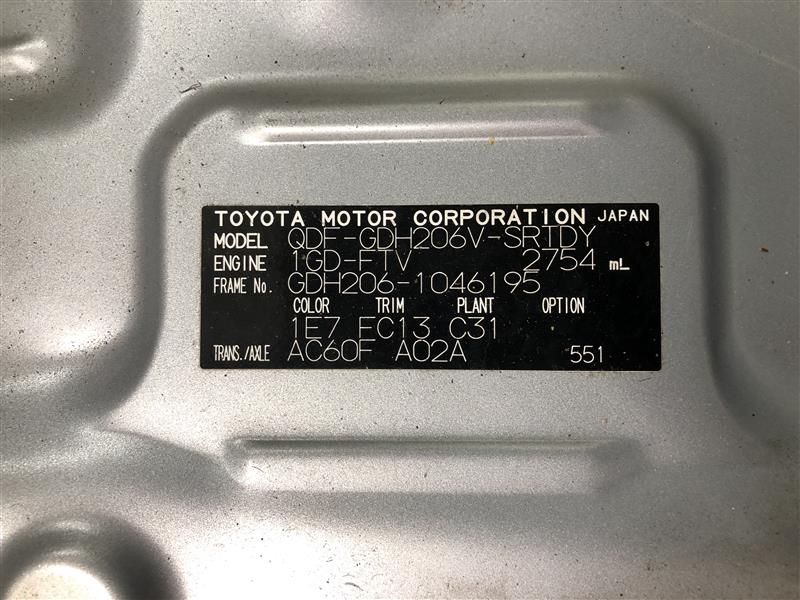 TOYOTA MOTOR CORPORATION JAPAN
MODEL QDF-GDH206V-SRTDY
ENGINE 1GD-FTV 2754 mL
FRAME No. GDH206-1046195
COLOR TRIM PLANT OPTION
1E7 FC13 C31
TRANS./AXLE AC60F A02A 551